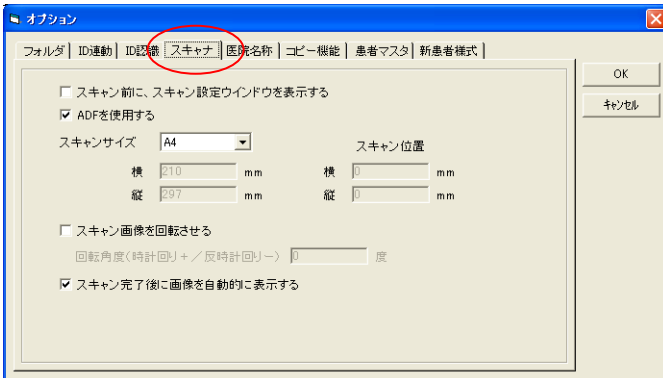 オプション
フォルダ ID連動 ID認識 スキャナ 医院名称 コピー機能 患者マスタ 新患者様式
OK
スキャン前に、スキャン設定ウインドウを表示する
ADFを使用する
キャンセル
スキャンサイズ A4 スキャン位置
横 210 mm 横 0 mm
縦 297 mm 縦 0 mm
スキャン画像を回転させる
回転角度(時計回り+/反時計回り-) 0 度
スキャン完了後に画像を自動的に表示する